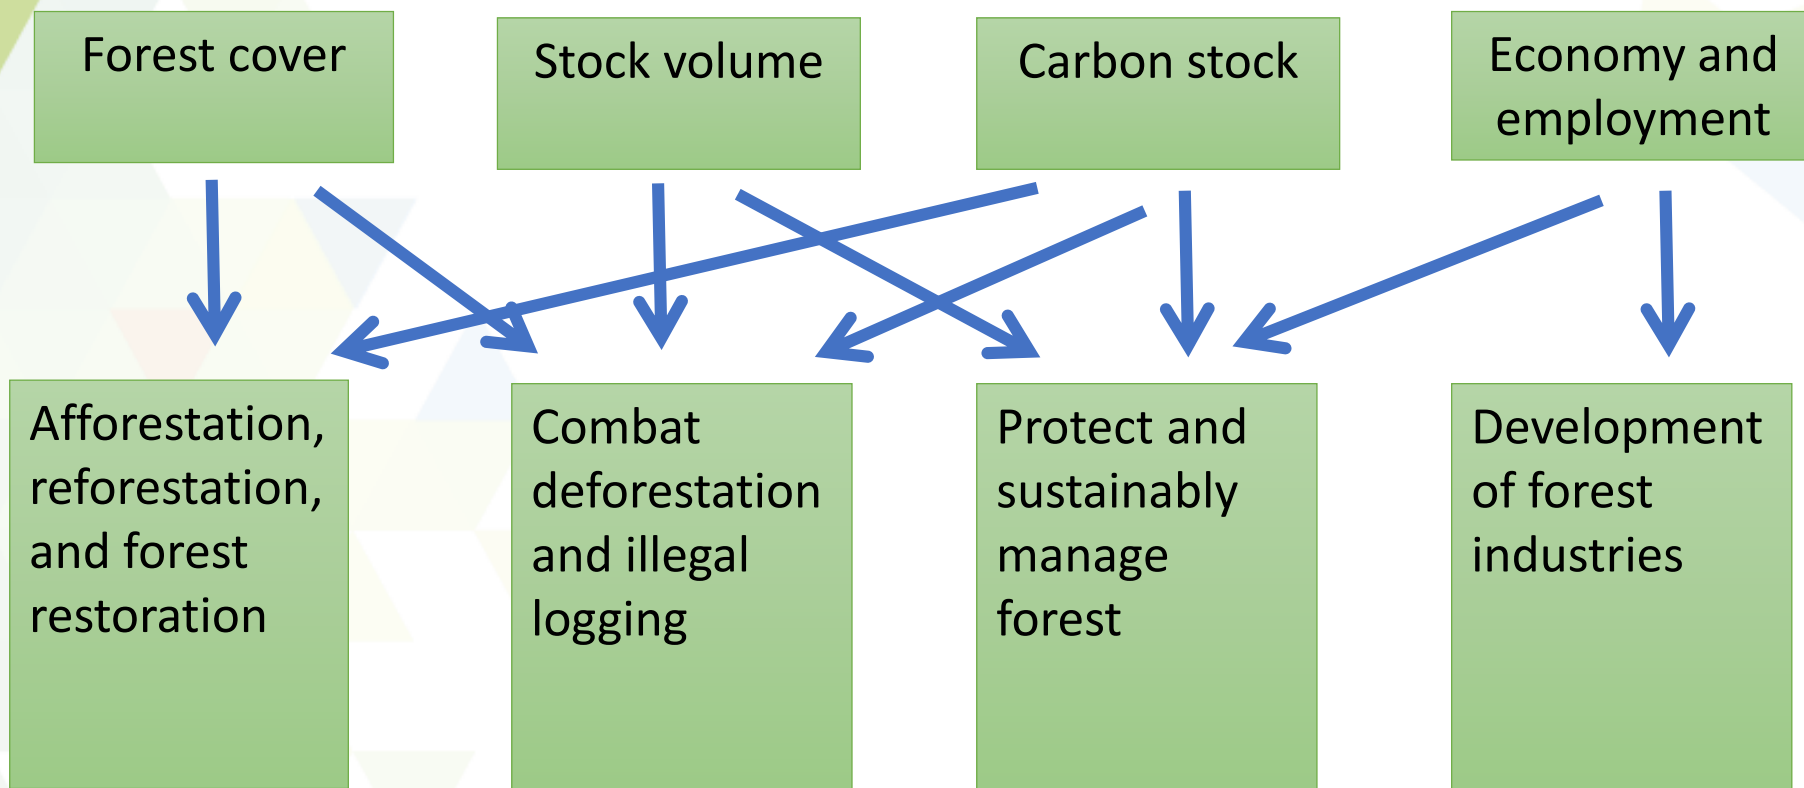 Forest cover
Stock volume
Carbon stock
Economy and
employment
Afforestation,
reforestation,
and forest
restoration
Combat
deforestation
and illegal
logging
Protect and
sustainably
manage
forest
Development
of forest
industries